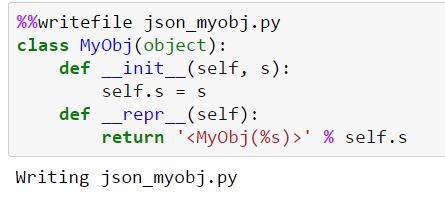 %%writefile json_myobj.py
class MyObj(object):
    def __init__(self, s):
        self.s = s
    def __repr__(self):
        return '<MyObj(%s)>' % self.s
Writing json_myobj.py